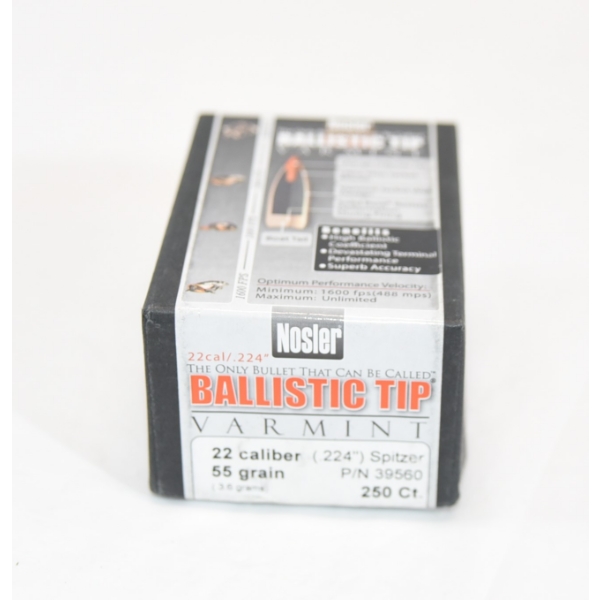 BALLISTIC TIP
Boat Tail
Benefits
High Ballistic
Coefficient
Devastating Terminal
Performance
Superb Accuracy
1600 FPS
Optimum Performance Velocity:
Minimum: 1600 fps(488 mps)
Maximum: Unlimited
Nosler
22cal/.224"
THE ONLY BULLET THAT CAN BE CALLED
BALLISTIC TIP
VARMINT
22 caliber (.224") Spitzer
55 grain P/N 39560
(3.6 grams) 250 Ct.